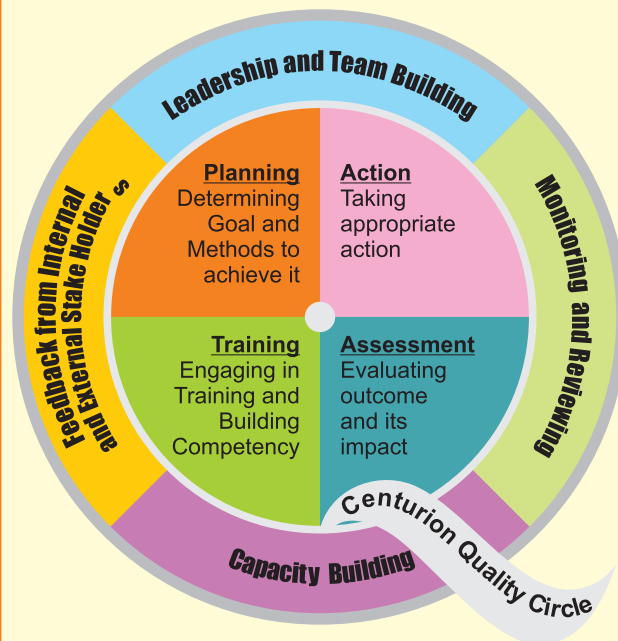 Leadership and Team Building
Feedback from Internal
and External Stake Holder s
Planning
Determining
Goal and
Methods to
achieve it
Action
Taking
appropriate
action
Monitoring and Reviewing
Training
Engaging in
Training and
Building
Competency
Assessment
Evaluating
outcome
and its
impact
Capacity Building
Centurion Quality Circle